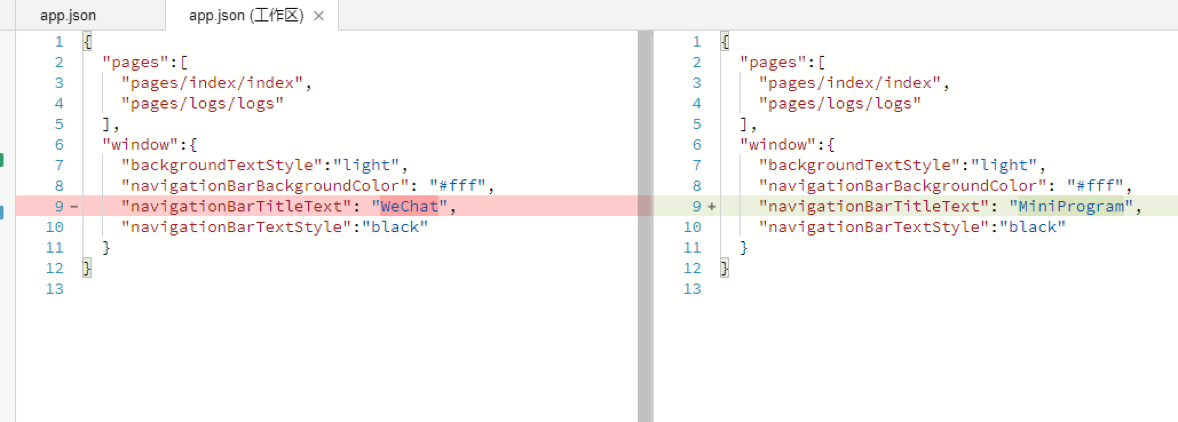 app.json
app.json (工作区) ×
1 {
2 "pages":[
3 "pages/index/index",
4 "pages/logs/logs"
5 ],
6 "window":{
7 "backgroundTextStyle":"light",
8 "navigationBarBackgroundColor": "#fff",
9 - "navigationBarTitleText": "WeChat",
10 "navigationBarTextStyle":"black"
11 }
12 }
13
1 {
2 "pages":[
3 "pages/index/index",
4 "pages/logs/logs"
5 ],
6 "window":{
7 "backgroundTextStyle":"light",
8 "navigationBarBackgroundColor": "#fff",
9 + "navigationBarTitleText": "MiniProgram",
10 "navigationBarTextStyle":"black"
11 }
12 }
13